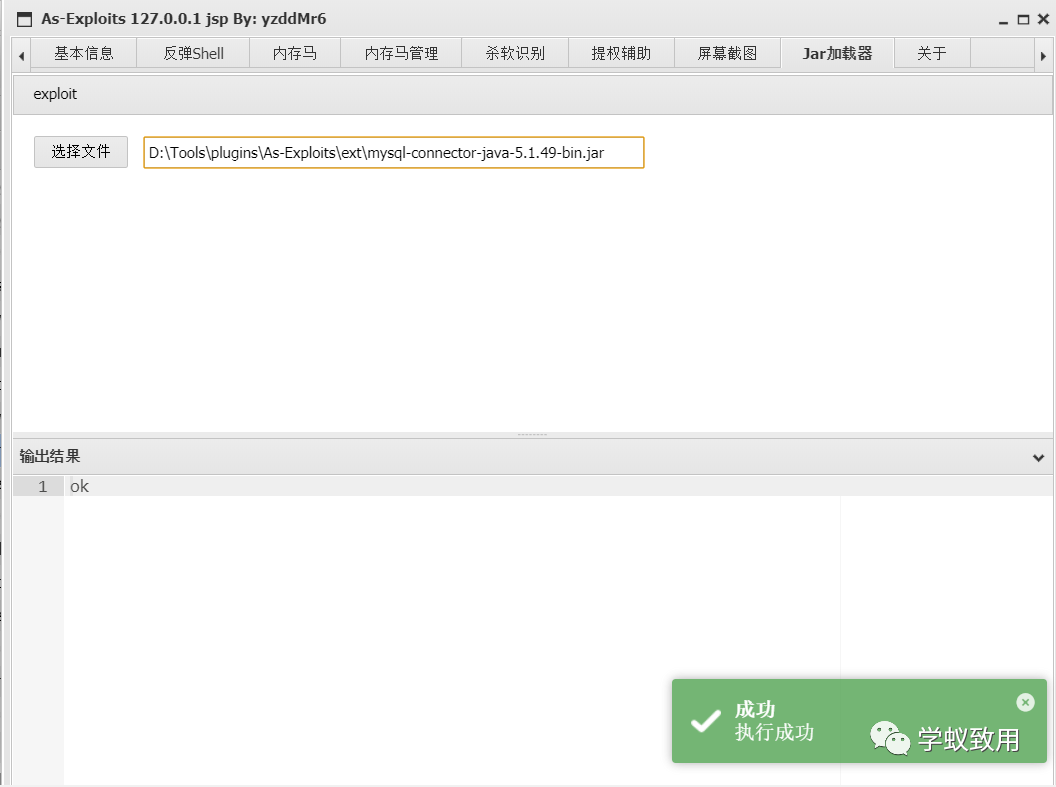 As-Exploits 127.0.0.1 jsp By: yzddMr6
基本信息 反弹Shell 内存马 内存马管理 杀软识别 提权辅助 屏幕截图 Jar加载器 关于
exploit
选择文件 D:\Tools\plugins\As-Exploits\ext\mysql-connector-java-5.1.49-bin.jar
输出结果
1 ok
成功
执行成功
学蚁致用